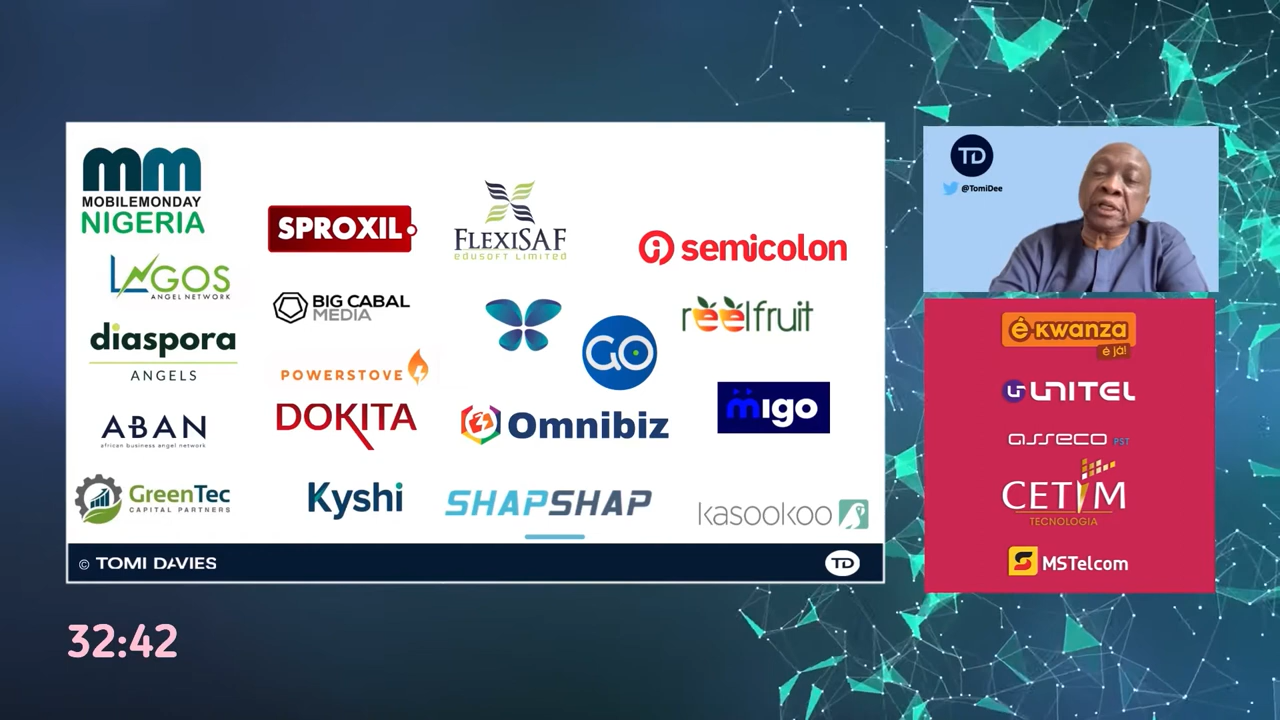 MOBILEMONDAY
NIGERIA
LAGOS
ANGEL NETWORK
diaspora
ANGELS
ABAN
african business angel network
GreenTec
CAPITAL PARTNERS
SPROXIL
BIG CABAL
MEDIA
POWERSTOVE
DOKITA
Kyshi
FLEXISAF
EDUSOFT LIMITED
GO
Omnibiz
SHAPSHAP
semicolon
reelfruit
migo
kasookoo
© TOMI DAVIES
TD
32:42
TD
@TomiDee
é-kwanza
é já!
UNITEL
asseco PST
CETIM
TECNOLOGIA
MSTelcom